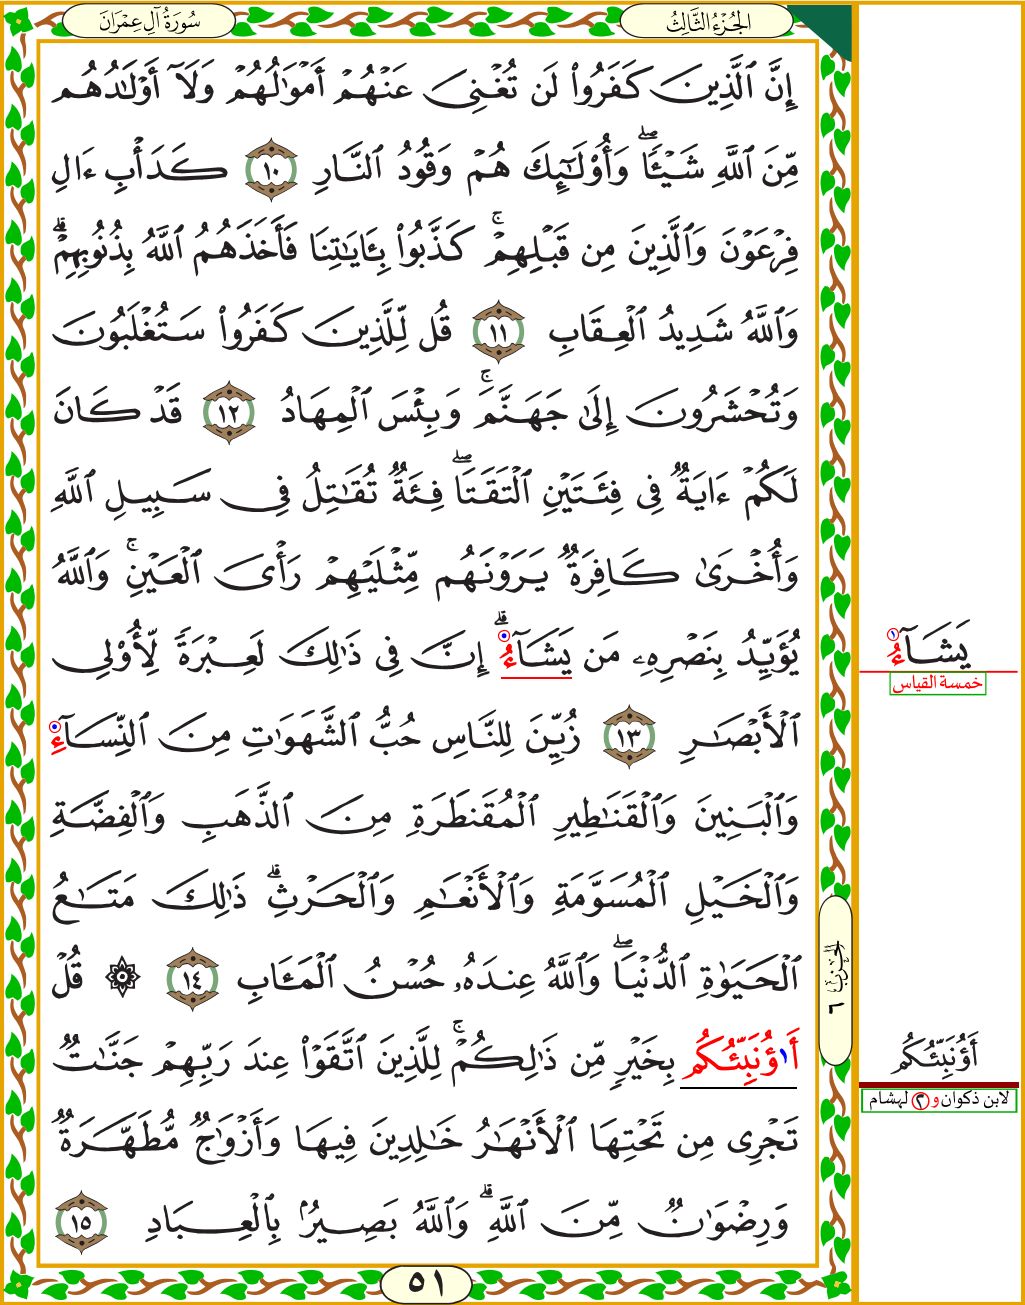 سُورَةُ آلِ عِمْرَانَ
الجُزْءُ الثَّالِثُ
إِنَّ ٱلَّذِينَ كَفَرُوا۟ لَن تُغْنِىَ عَنْهُمْ أَمْوَٰلُهُمْ وَلَآ أَوْلَٰدُهُم
مِّنَ ٱللَّهِ شَيْـًٔا ۖ وَأُو۟لَٰٓئِكَ هُمْ وَقُودُ ٱلنَّارِ ١٠ كَدَأْبِ ءَالِ
فِرْعَوْنَ وَٱلَّذِينَ مِن قَبْلِهِمْ ۚ كَذَّبُوا۟ بِـَٔايَٰتِنَا فَأَخَذَهُمُ ٱللَّهُ بِذُنُوبِهِمْ ۗ
وَٱللَّهُ شَدِيدُ ٱلْعِقَابِ ١١ قُل لِّلَّذِينَ كَفَرُوا۟ سَتُغْلَبُونَ
وَتُحْشَرُونَ إِلَىٰ جَهَنَّمَ ۚ وَبِئْسَ ٱلْمِهَادُ ١٢ قَدْ كَانَ
لَكُمْ ءَايَةٌ فِى فِئَتَيْنِ ٱلْتَقَتَا ۖ فِئَةٌ تُقَٰتِلُ فِى سَبِيلِ ٱللَّهِ
وَأُخْرَىٰ كَافِرَةٌ يَرَوْنَهُم مِّثْلَيْهِمْ رَأْىَ ٱلْعَيْنِ ۚ وَٱللَّهُ
يُؤَيِّدُ بِنَصْرِهِۦ مَن يَشَآءُ ۗ إِنَّ فِى ذَٰلِكَ لَعِبْرَةً لِّأُو۟لِى
ٱلْأَبْصَٰرِ ١٣ زُيِّنَ لِلنَّاسِ حُبُّ ٱلشَّهَوَٰتِ مِنَ ٱلنِّسَآءِ
وَٱلْبَنِينَ وَٱلْقَنَٰطِيرِ ٱلْمُقَنطَرَةِ مِنَ ٱلذَّهَبِ وَٱلْفِضَّةِ
وَٱلْخَيْلِ ٱلْمُسَوَّمَةِ وَٱلْأَنْعَٰمِ وَٱلْحَرْثِ ۗ ذَٰلِكَ مَتَٰعُ
ٱلْحَيَوٰةِ ٱلدُّنْيَا ۖ وَٱللَّهُ عِندَهُۥ حُسْنُ ٱلْمَـَٔابِ ١٤ ۞ قُلْ
أَا۬ؤُنَبِّئُكُم بِخَيْرٍ مِّن ذَٰلِكُمْ ۚ لِلَّذِينَ ٱتَّقَوْا۟ عِندَ رَبِّهِمْ جَنَّٰتٌ
تَجْرِى مِن تَحْتِهَا ٱلْأَنْهَٰرُ خَٰلِدِينَ فِيهَا وَأَزْوَٰجٌ مُّطَهَّرَةٌ
وَرِضْوَٰنٌ مِّنَ ٱللَّهِ ۗ وَٱللَّهُ بَصِيرٌۢ بِٱلْعِبَادِ ١٥
٥١
الحزب ٦
يَشَآءُ ١
خمسة القياس
أَؤُنَبِّئُكُم
لابن ذكوان و ٢ لهشام